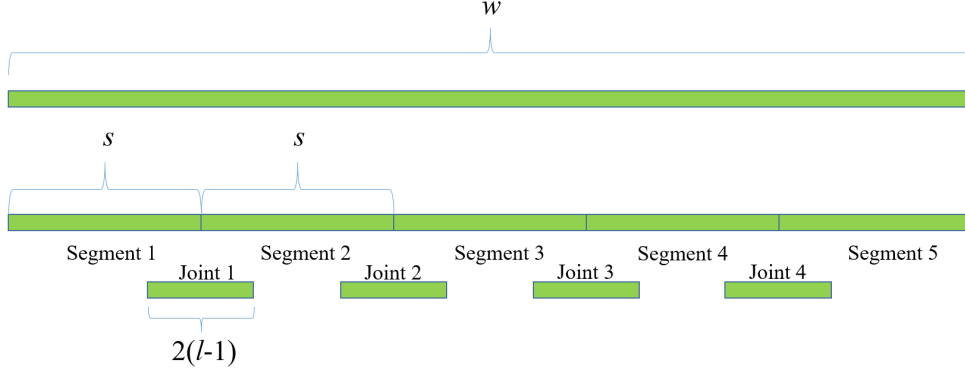 w
s s
Segment 1 Segment 2 Segment 3 Segment 4 Segment 5
Joint 1 Joint 2 Joint 3 Joint 4
2(l-1)